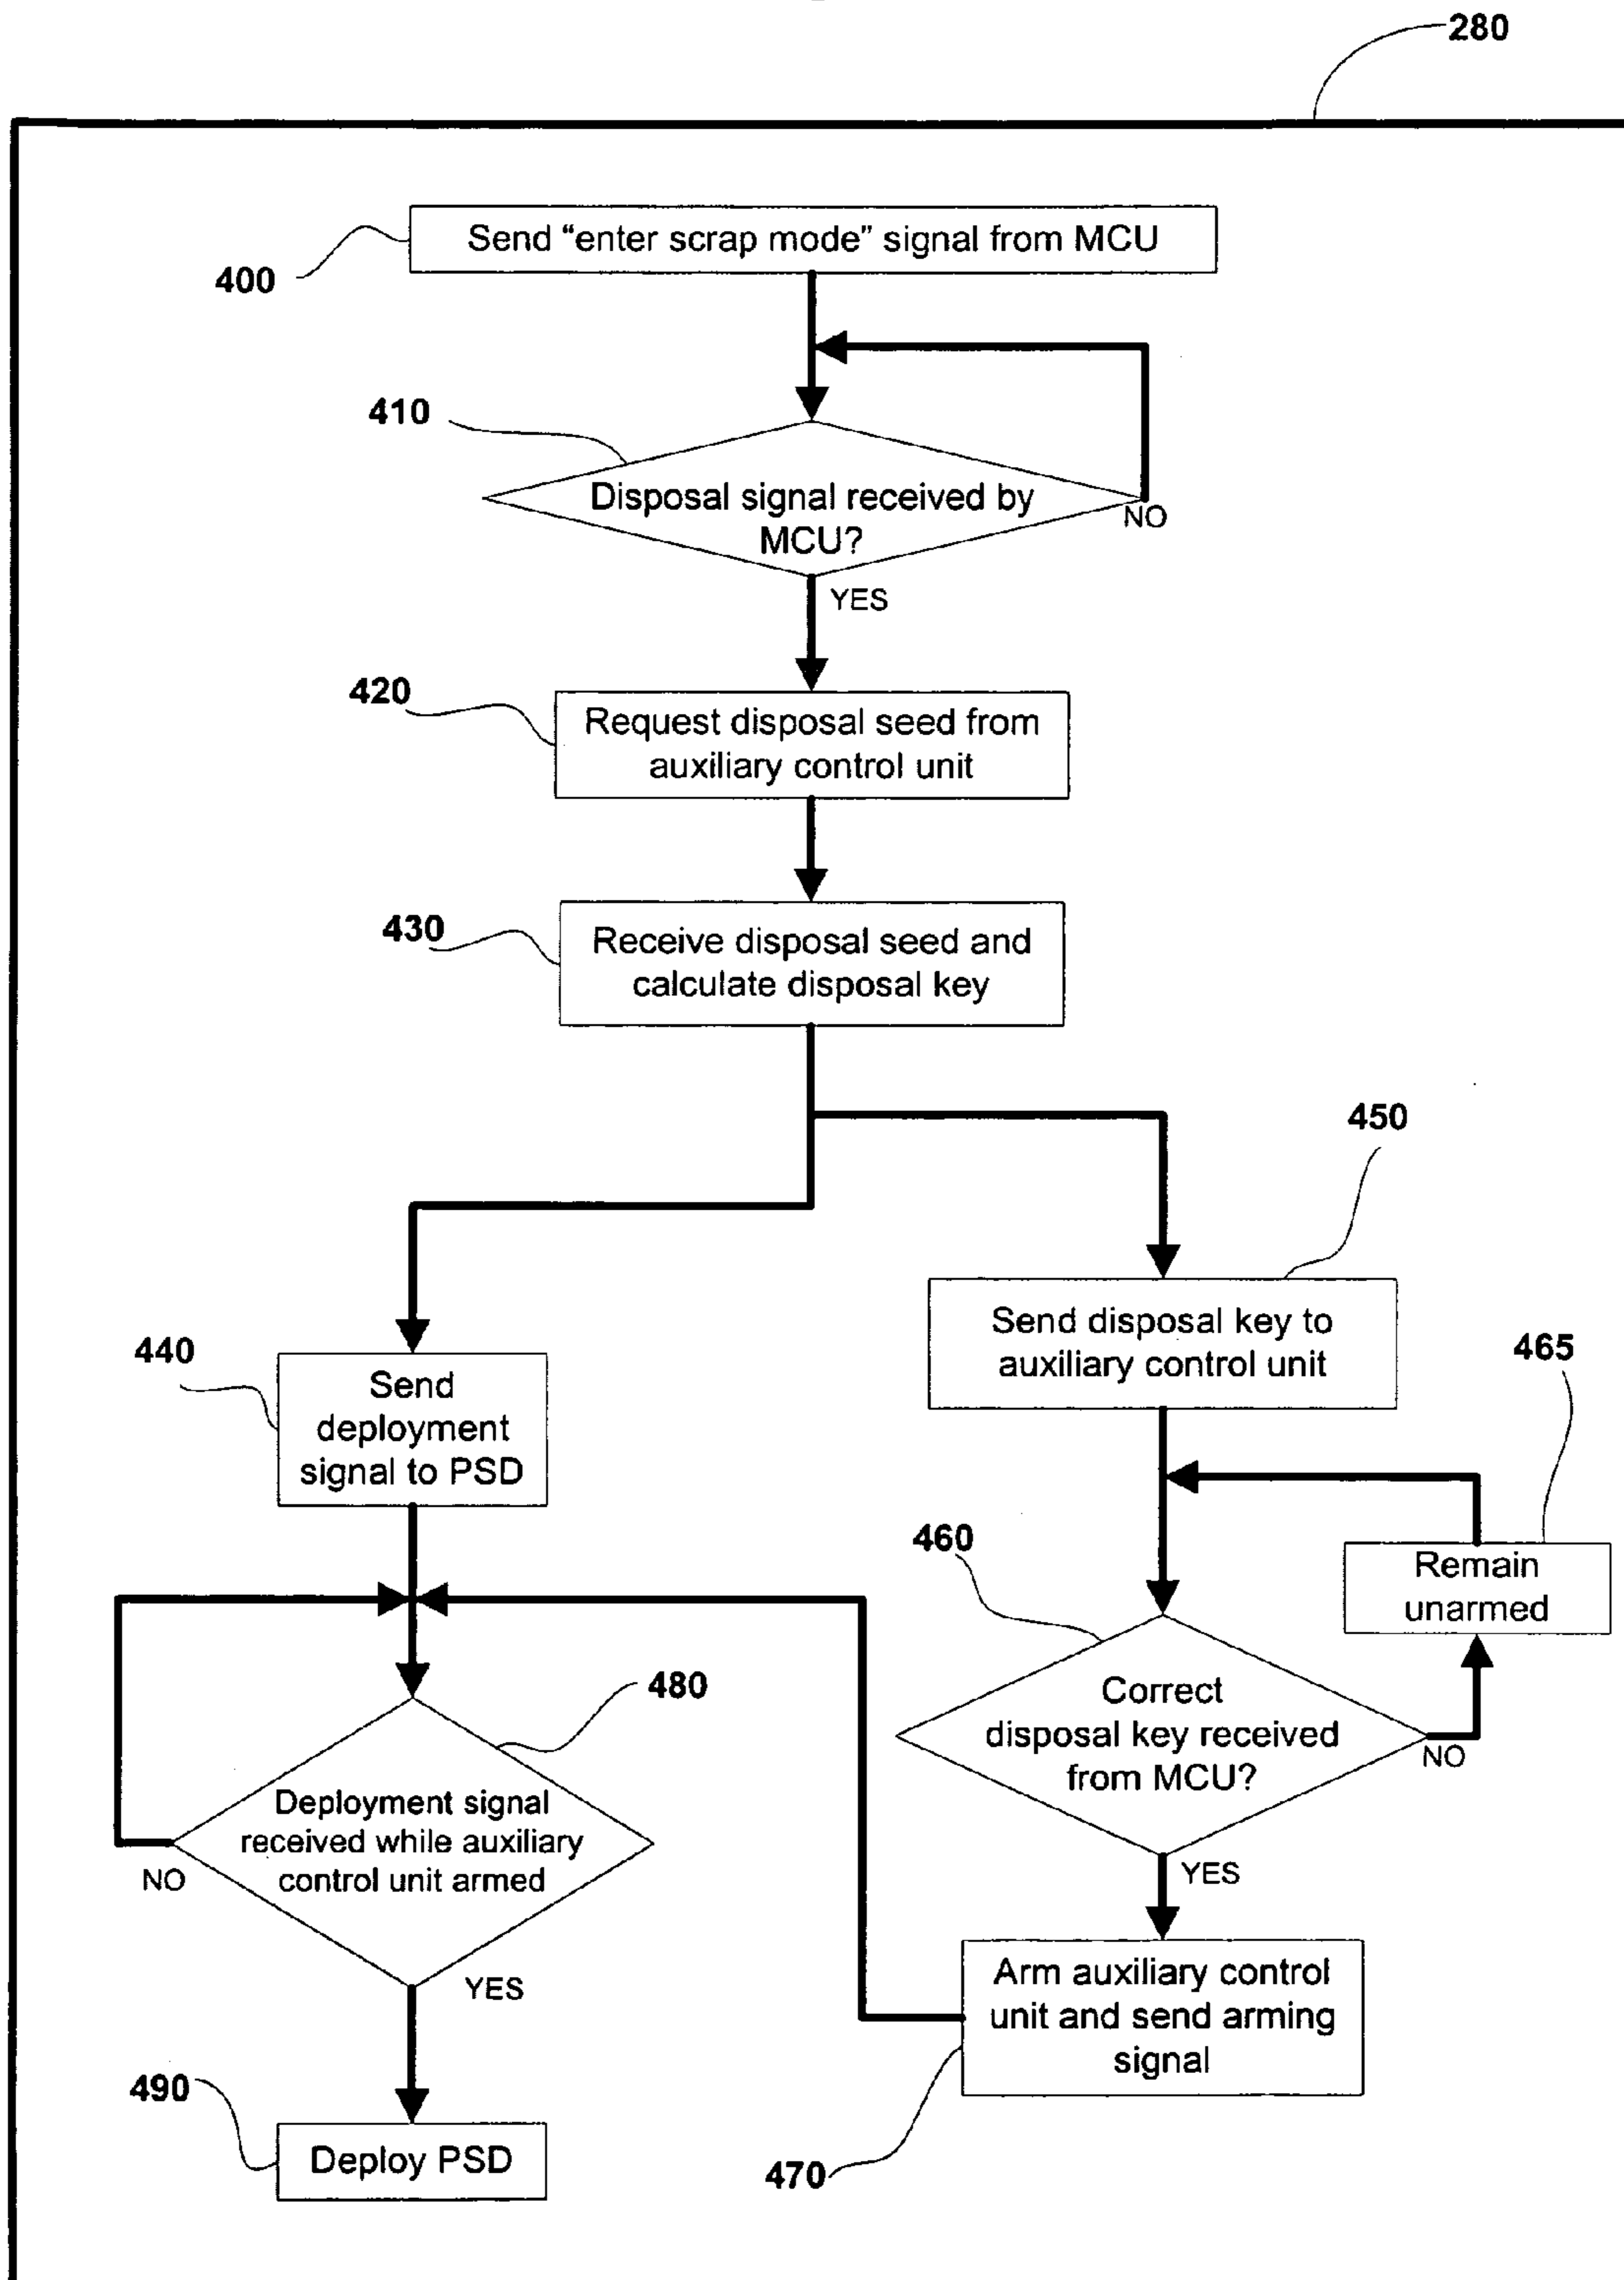 280
Send “enter scrap mode” signal from MCU
400
410
Disposal signal received by
MCU?
NO
YES
420
Request disposal seed from
auxiliary control unit
430
Receive disposal seed and
calculate disposal key
450
Send disposal key to
auxiliary control unit
440
Send
deployment
signal to PSD
465
Remain
unarmed
460
Correct
disposal key received
from MCU?
NO
YES
480
Deployment signal
received while auxiliary
control unit armed
NO
YES
Arm auxiliary control
unit and send arming
signal
470
490
Deploy PSD